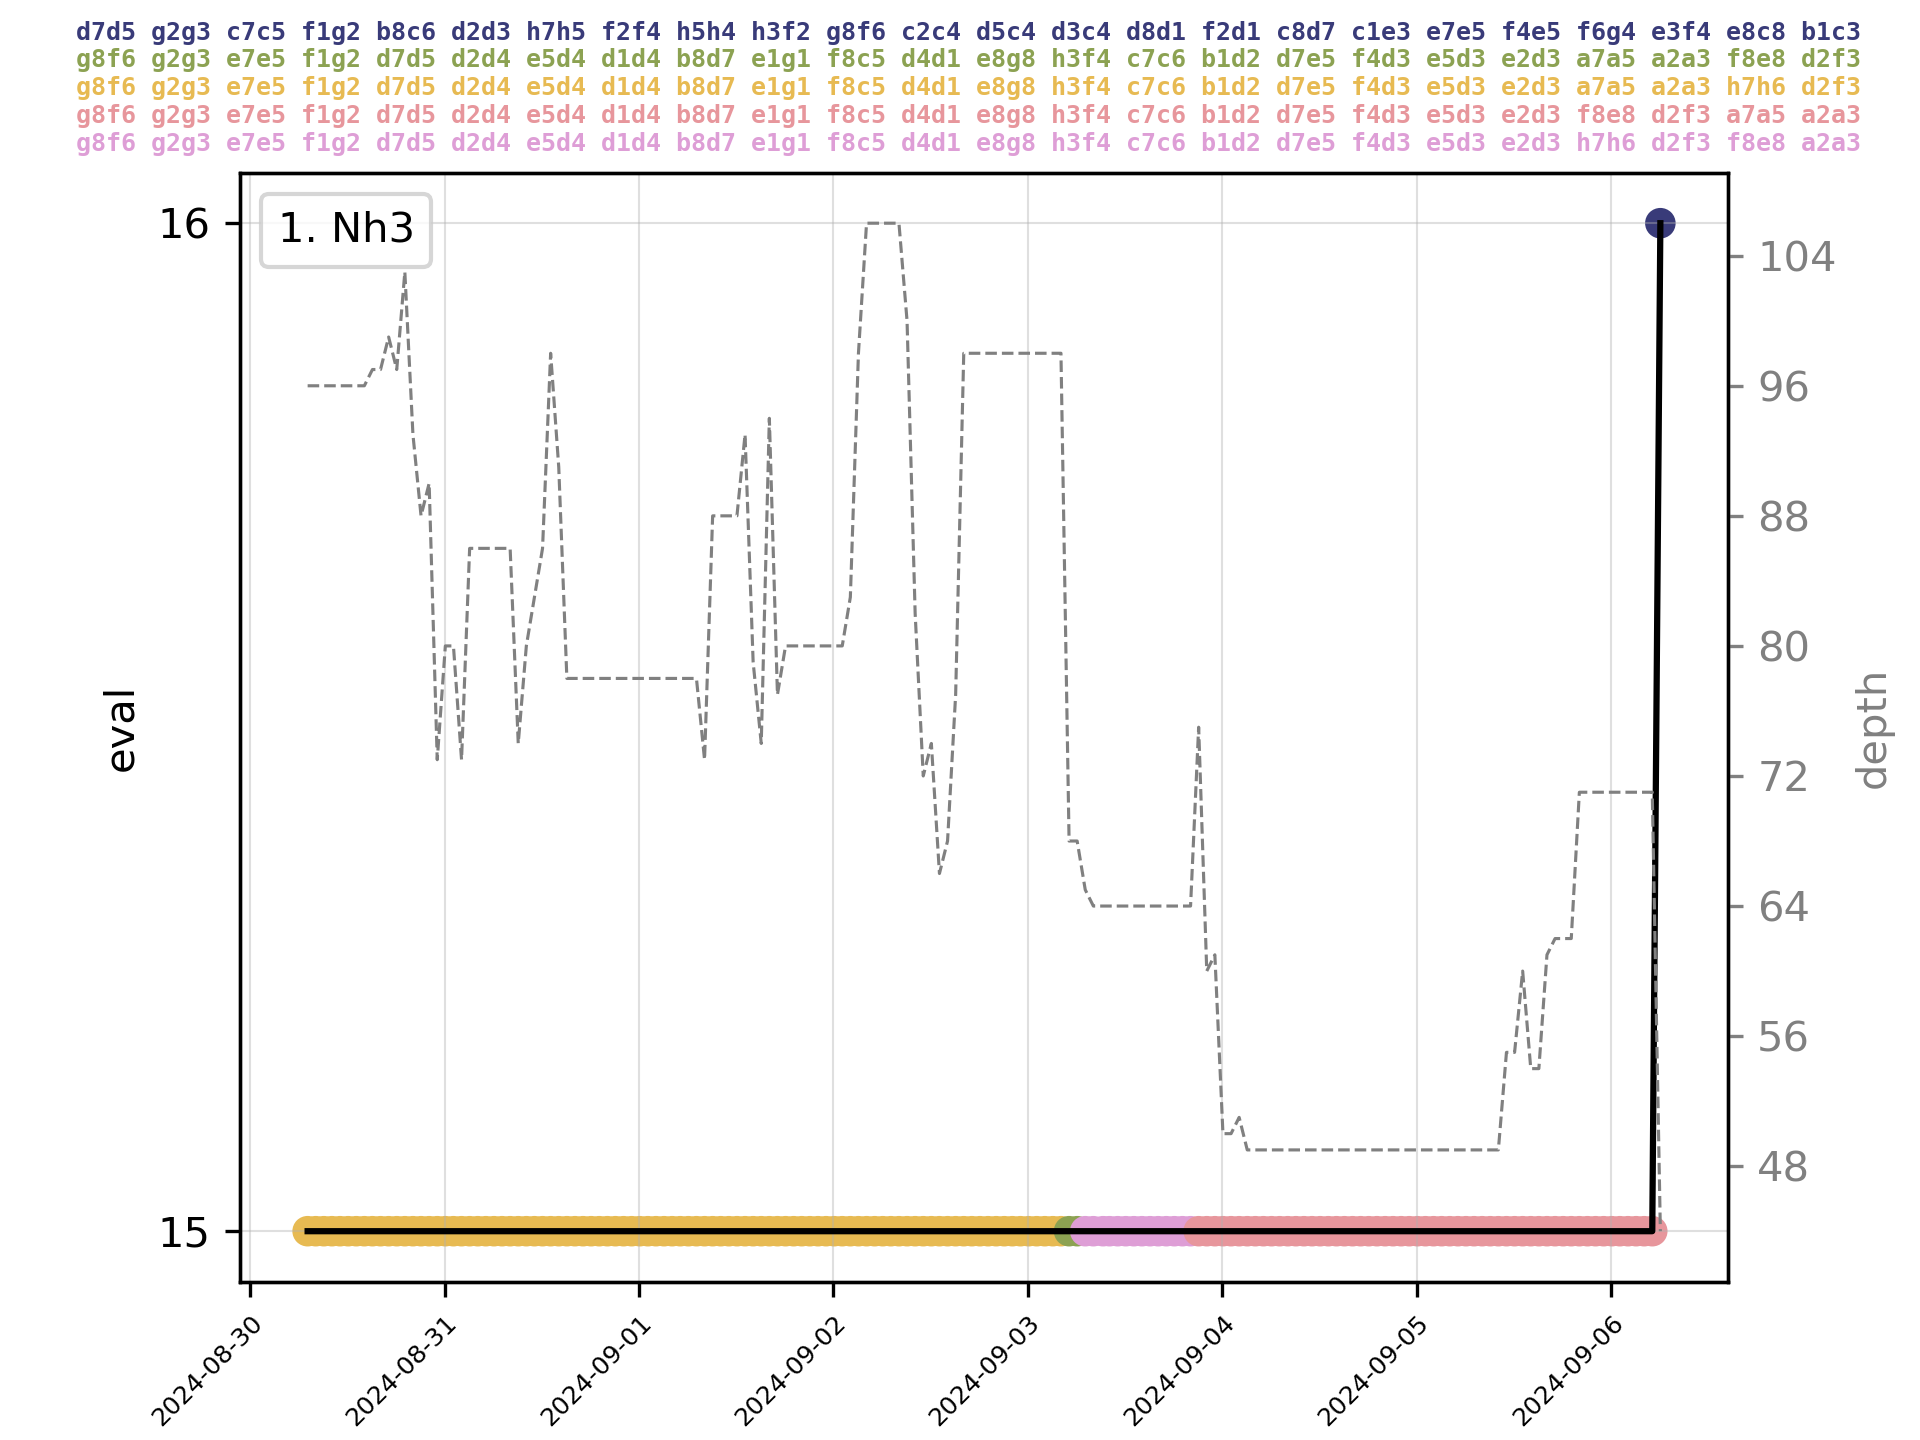 d7d5 g2g3 c7c5 f1g2 b8c6 d2d3 h7h5 f2f4 h5h4 h3f2 g8f6 c2c4 d5c4 d3c4 d8d1 f2d1 c8d7 c1e3 e7e5 f4e5 f6g4 e3f4 e8c8 b1c3
g8f6 g2g3 e7e5 f1g2 d7d5 d2d4 e5d4 d1d4 b8d7 e1g1 f8c5 d4d1 e8g8 h3f4 c7c6 b1d2 d7e5 f4d3 e5d3 e2d3 a7a5 a2a3 f8e8 d2f3
g8f6 g2g3 e7e5 f1g2 d7d5 d2d4 e5d4 d1d4 b8d7 e1g1 f8c5 d4d1 e8g8 h3f4 c7c6 b1d2 d7e5 f4d3 e5d3 e2d3 a7a5 a2a3 h7h6 d2f3
g8f6 g2g3 e7e5 f1g2 d7d5 d2d4 e5d4 d1d4 b8d7 e1g1 f8c5 d4d1 e8g8 h3f4 c7c6 b1d2 d7e5 f4d3 e5d3 e2d3 f8e8 d2f3 a7a5 a2a3
g8f6 g2g3 e7e5 f1g2 d7d5 d2d4 e5d4 d1d4 b8d7 e1g1 f8c5 d4d1 e8g8 h3f4 c7c6 b1d2 d7e5 f4d3 e5d3 e2d3 h7h6 d2f3 f8e8 a2a3
1. Nh3
16
15
eval
104
96
88
80
72
64
56
48
depth
2024-08-30
2024-08-31
2024-09-01
2024-09-02
2024-09-03
2024-09-04
2024-09-05
2024-09-06